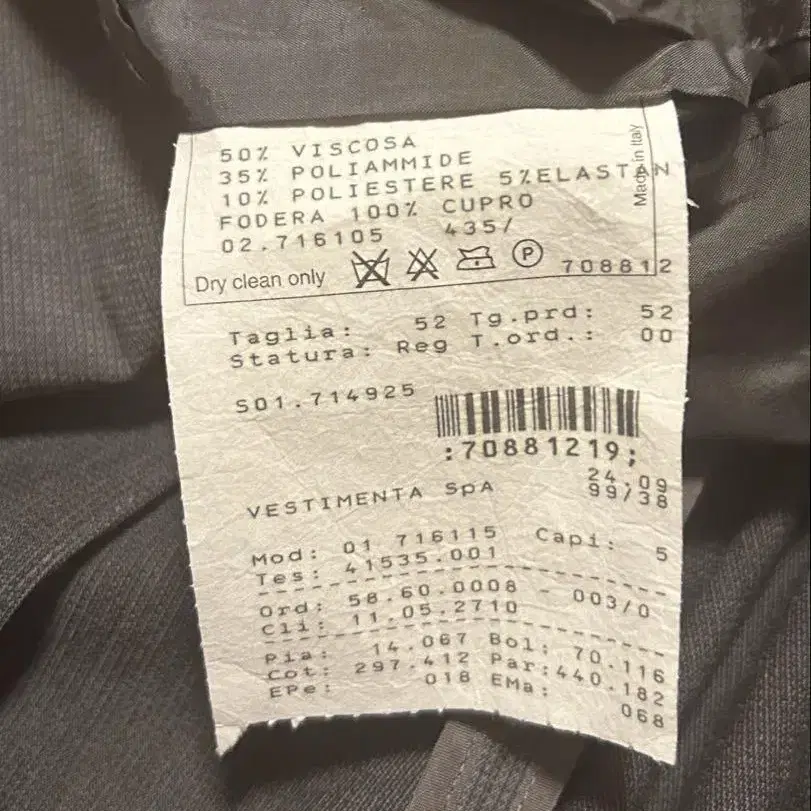 50% VISCOSA
35% POLIAMMIDE
10% POLIESTERE 5%ELASTAN
FODERA 100% CUPRO
02.716105 435/
Made in Italy
Dry clean only P 708812
Taglia: 52 Tg.prd: 52
Statura: Reg T.ord.: 00
S01.714925
:70881219;
24.09
VESTIMENTA SpA 99/38
Mod: 01 716115 Capi: 5
Tes: 41535.001
Ord: 58.60.0008 - 003/0
Cli: 11.05.2710
Pia: 14.067 Bol: 70.116
Cot: 297.412 Par:440.182
EPe: 018 EMa: 068